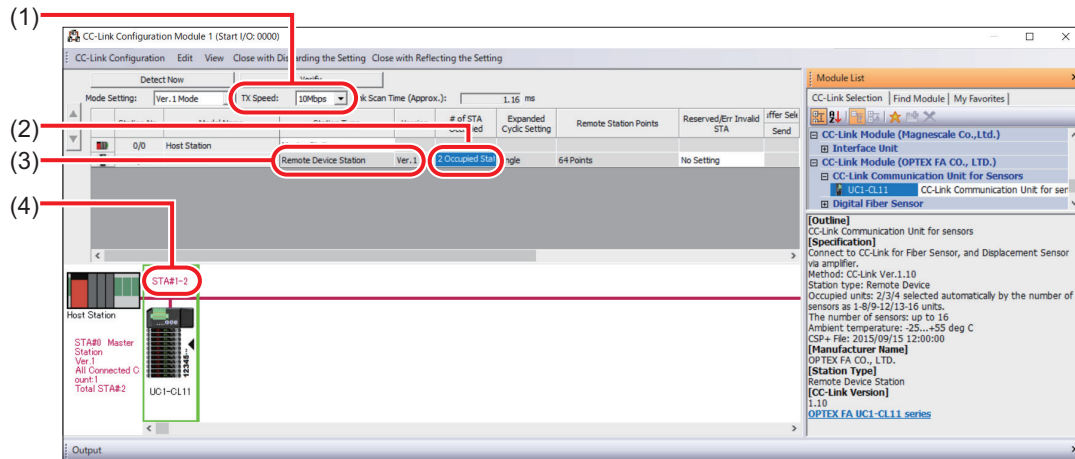 (1)
CC-Link Configuration Module 1 (Start I/O: 0000)
CC-Link Configuration Edit View Close with Discarding the Setting Close with Reflecting the Setting
Detect Now Verify
Mode Setting: Ver.1 Mode TX Speed: 10Mbps Link Scan Time (Approx.): 1.16 ms
(2)
# of STA Expanded Remote Station Points Reserved/Err Invalid
Cyclic Setting STA Send
0/0 Host Station
(3)
Remote Device Station Ver.1 2 Occupied Stat ingle 64 Points No Setting
(4)
STA#1-2
Host Station
STA#0 Master
Station
Ver.1
All Connected C
ount:1
Total STA#:2
12345
UC1-CL11
Output
Module List
CC-Link Selection Find Module My Favorites
CC-Link Module (Magnescale Co.,Ltd.)
Interface Unit
CC-Link Module (OPTEX FA CO., LTD.)
CC-Link Communication Unit for Sensors
UC1-CL11 CC-Link Communication Unit for ser
Digital Fiber Sensor
[Outline]
CC-Link Communication Unit for sensors
[Specification]
Connect to CC-Link for Fiber Sensor, and Displacement Sensor
via amplifier.
Method: CC-Link Ver.1.10
Station type: Remote Device
Occupied units: 2/3/4 selected automatically by the number of
sensors as 1-8/9-12/13-16 units.
The number of sensors: up to 16
Ambient temperature: -25...+55 deg C
CSP+ File: 2015/09/15 12:00:00
[Manufacturer Name]
OPTEX FA CO., LTD.
[Station Type]
Remote Device Station
[CC-Link Version]
1.10
OPTEX FA UC1-CL11 series